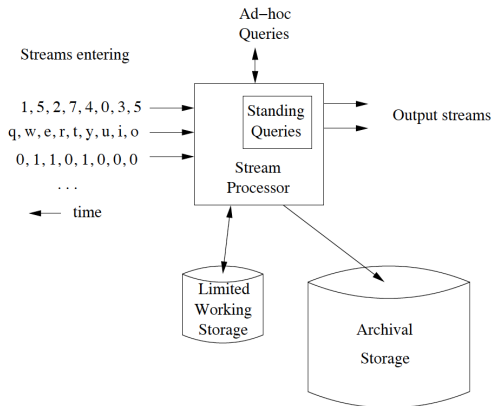 Ad−hoc
Queries
Streams entering
1, 5, 2, 7, 4, 0, 3, 5
q, w, e, r, t, y, u, i, o
0, 1, 1, 0, 1, 0, 0, 0
. . .
time
Standing
Queries
Stream
Processor
Output streams
Limited
Working
Storage
Archival
Storage